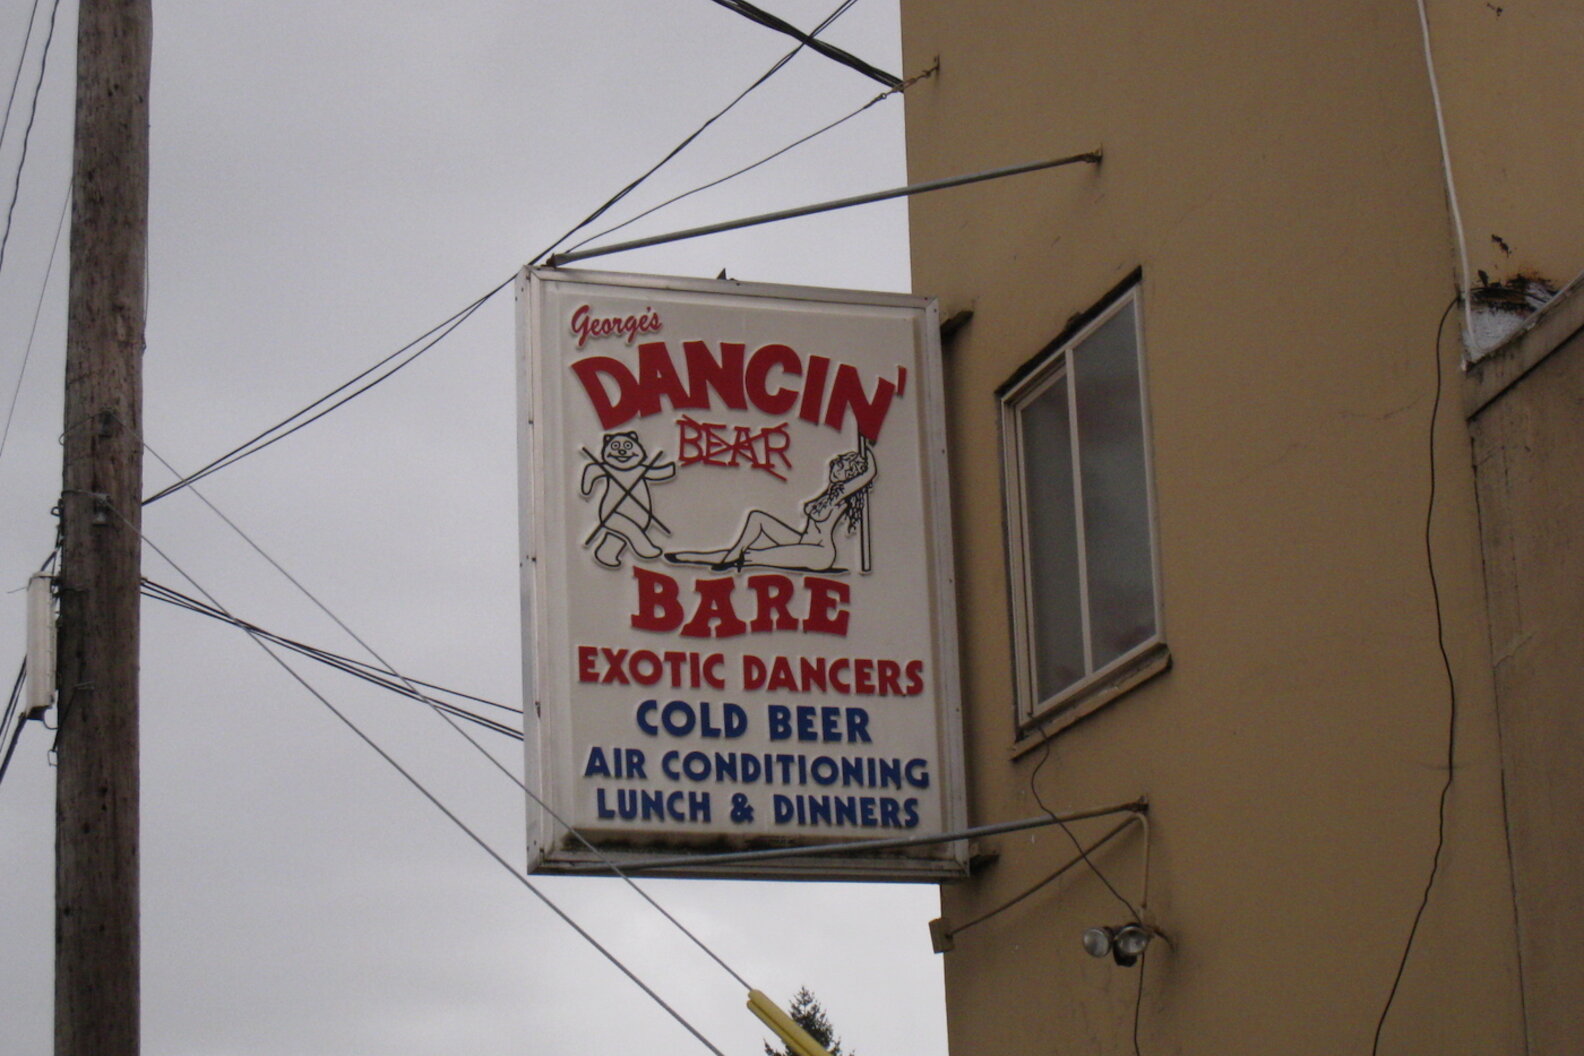 George's
DANCIN'
BEAR
BARE
EXOTIC DANCERS
COLD BEER
AIR CONDITIONING
LUNCH & DINNERS